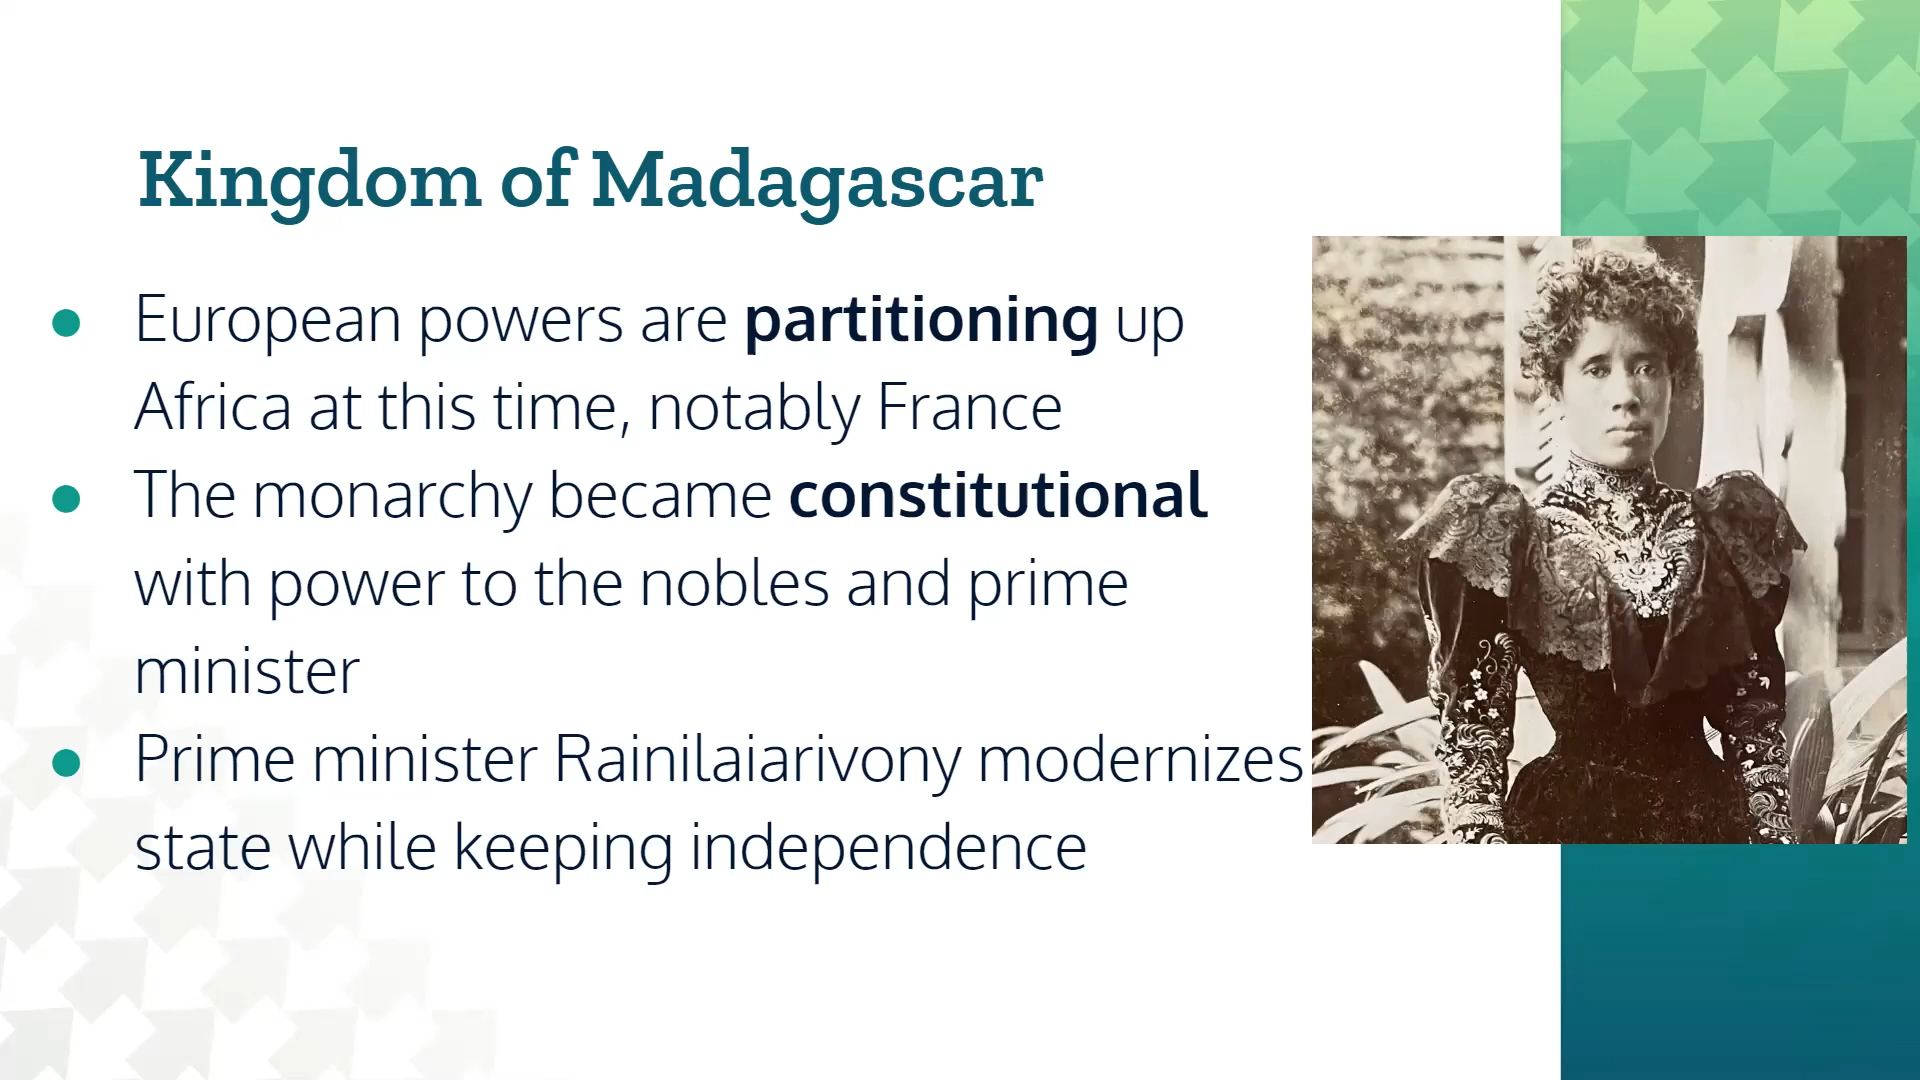 Kingdom of Madagascar
● European powers are partitioning up
Africa at this time, notably France
● The monarchy became constitutional
with power to the nobles and prime
minister
● Prime minister Rainilaiarivony modernizes
state while keeping independence